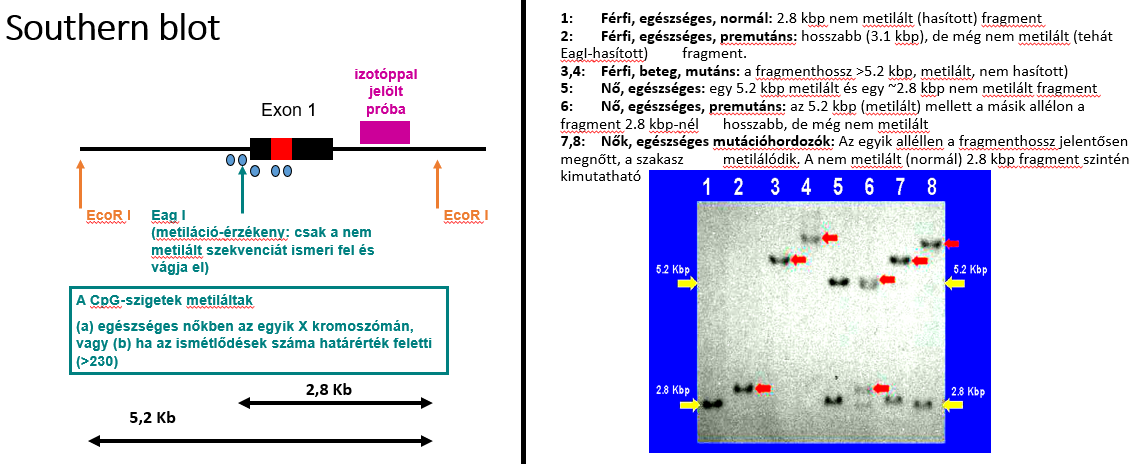 Southern blot
izotóppal
jelölt
próba
Exon 1
EcoR I
Eag I
EcoR I
(metiláció-érzékeny: csak a nem
metilált szekvenciát ismeri fel és
vágja el)
A CpG-szigetek metiláltak
(a) egészséges nőkben az egyik X kromoszómán,
vagy (b) ha az ismétlődések száma határérték feletti
(>230)
2,8 Kb
5,2 Kb
1: Férfi, egészséges, normál: 2.8 kbp nem metilált (hasított) fragment
2: Férfi, egészséges, premutáns: hosszabb (3.1 kbp), de még nem metilált (tehát
EagI-hasított) fragment.
3,4: Férfi, beteg, mutáns: a fragmenthossz >5.2 kbp, metilált, nem hasított)
5: Nő, egészséges: egy 5.2 kbp metilált és egy ~2.8 kbp nem metilált fragment
6: Nő, egészséges, premutáns: az 5.2 kbp (metilált) mellett a másik allélon a
fragment 2.8 kbp-nél hosszabb, de még nem metilált
7,8: Nők, egészséges mutációhordozók: Az egyik alléllen a fragmenthossz jelentősen
megnőtt, a szakasz metilálódik. A nem metilált (normál) 2.8 kbp fragment szintén
kimutatható
1 2 3 4 5 6 7 8
5.2 Kbp 5.2 Kbp
2.8 Kbp 2.8 Kbp